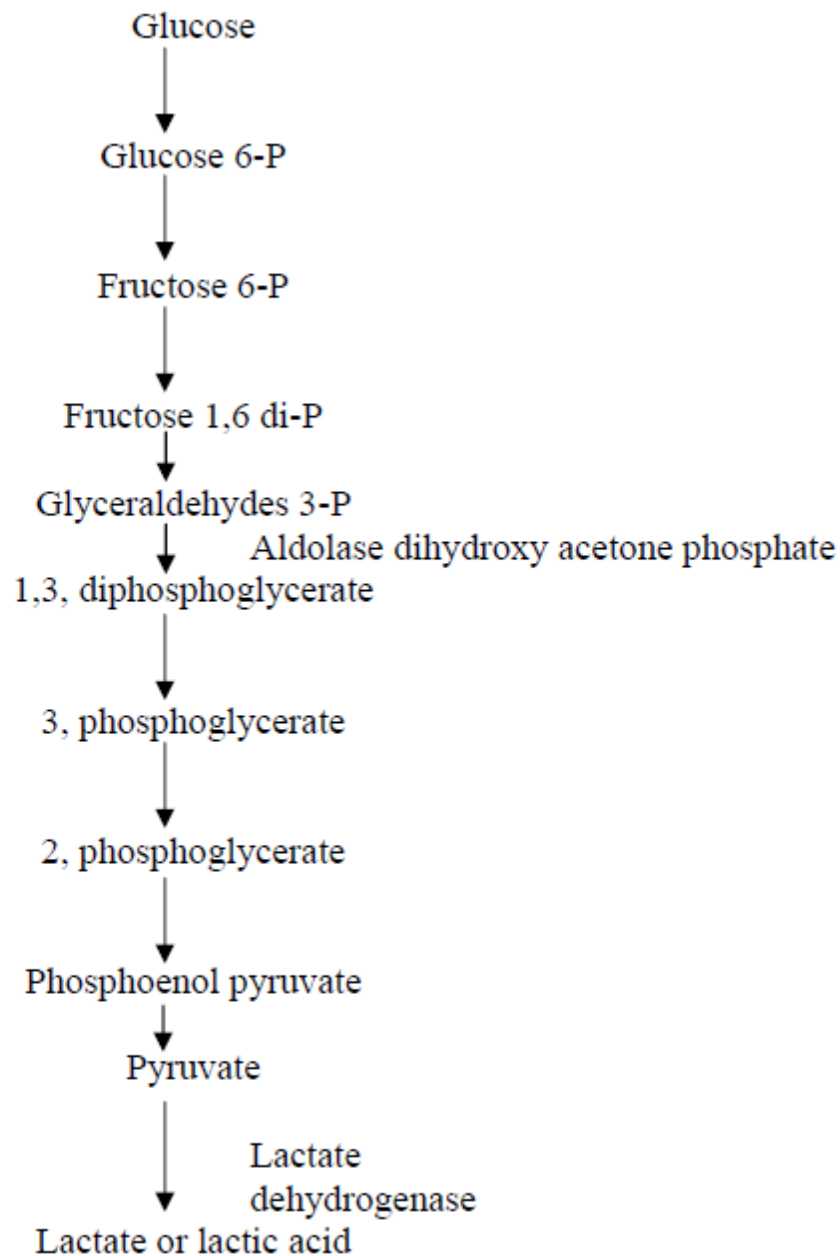 Glucose
Glucose 6-P
Fructose 6-P
Fructose 1,6 di-P
Glyceraldehydes 3-P
Aldolase dihydroxy acetone phosphate
1,3, diphosphoglycerate
3, phosphoglycerate
2, phosphoglycerate
Phosphoenol pyruvate
Pyruvate
Lactate
dehydrogenase
Lactate or lactic acid